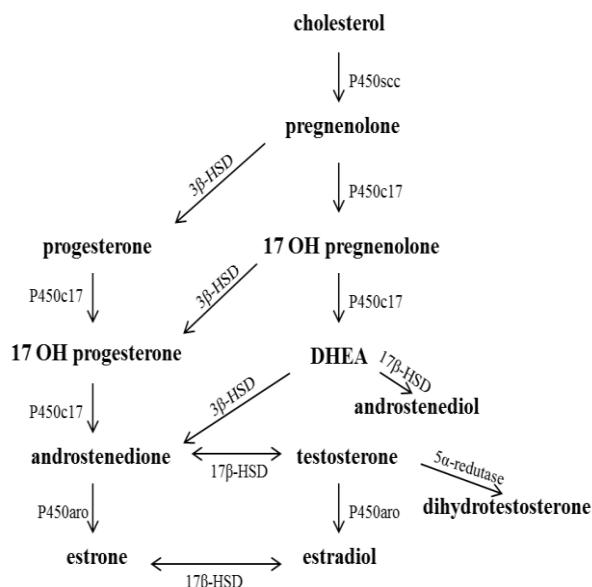 cholesterol
P450scc
pregnenolone
3β-HSD
P450c17
progesterone
17 OH pregnenolone
P450c17
3β-HSD
P450c17
17 OH progesterone
DHEA
17β-HSD
P450c17
3β-HSD
androstenediol
androstenedione
17β-HSD
testosterone
5α-redutase
P450aro
P450aro
dihydrotestosterone
estrone
17β-HSD
estradiol